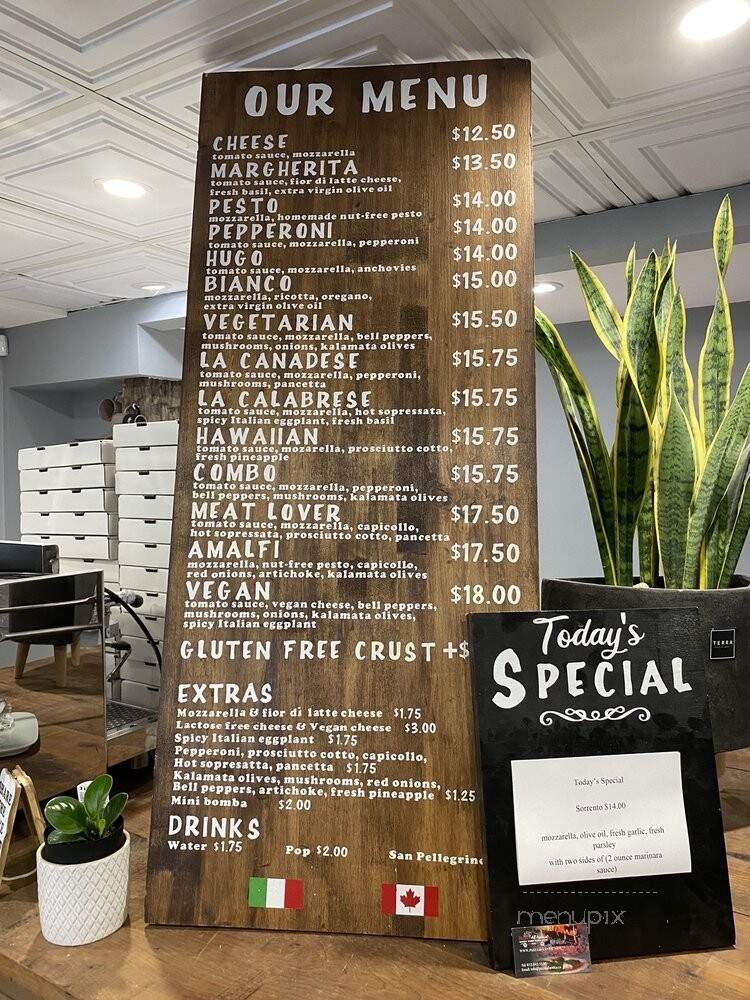 OUR MENU
CHEESE $12.50
tomato sauce, mozzarella
MARGHERITA $13.50
tomato sauce, fior di latte cheese,
fresh basil, extra virgin olive oil
PESTO $14.00
mozzarella, homemade nut-free pesto
PEPPERONI $14.00
tomato sauce, mozzarella, pepperoni
HUGO $14.00
tomato sauce, mozzarella, anchovies
BIANCO $15.00
mozzarella, ricotta, oregano,
extra virgin olive oil
VEGETARIAN $15.50
tomato sauce, mozzarella, bell peppers,
mushrooms, onions, kalamata olives
LA CANADESE $15.75
tomato sauce, mozzarella, pepperoni,
mushrooms, pancetta
LA CALABRESE $15.75
tomato sauce, mozzarella, hot sopressata,
spicy Italian eggplant, fresh basil
HAWAIIAN $15.75
tomato sauce, mozarella, prosciutto cotto,
fresh pineapple
COMBO $15.75
tomato sauce, mozzarella, pepperoni,
bell peppers, mushrooms, kalamata olives
MEAT LOVER $17.50
tomato sauce, mozzarella, capicollo,
hot sopressata, prosciutto cotto, pancetta
AMALFI $17.50
mozzarella, nut-free pesto, capicollo,
red onions, artichoke, kalamata olives
VEGAN $18.00
tomato sauce, vegan cheese, bell peppers,
mushrooms, onions, kalamata olives,
spicy Italian eggplant
GLUTEN FREE CRUST +$
EXTRAS
Mozzarella & fior di latte cheese $1.75
Lactose free cheese & Vegan cheese $3.00
Spicy Italian eggplant $1.75
Pepperoni, prosciutto cotto, capicollo,
Hot sopresatta, pancetta $1.75
Kalamata olives, mushrooms, red onions,
Bell peppers, artichoke, fresh pineapple $1.25
Mini bomba $2.00
DRINKS
Water $1.75 Pop $2.00 San Pellegrino
Today's
SPECIAL
Today's Special
Sorrento $14.00
mozzarella, olive oil, fresh garlic, fresh
parsley
with two sides of (2 ounce marinara
sauce)
menupix
TERRA